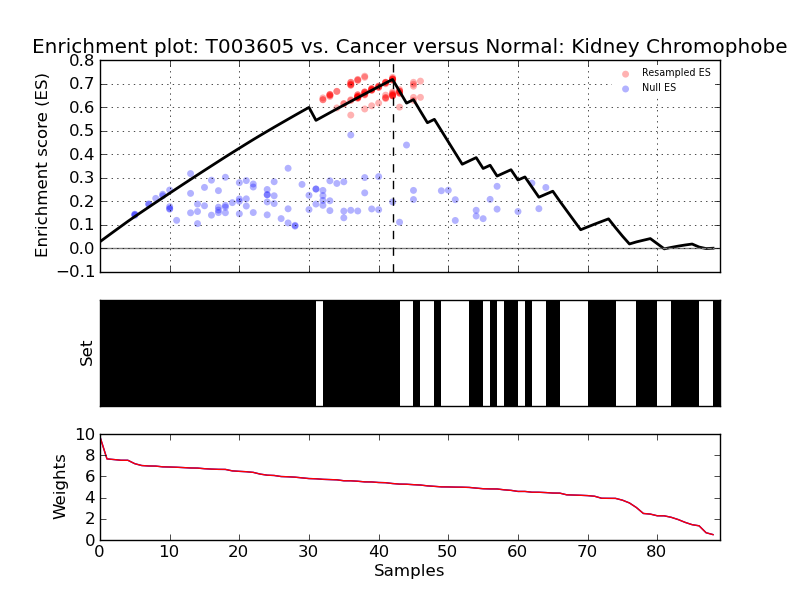 Enrichment plot: T003605 vs. Cancer versus Normal: Kidney Chromophobe
0.8
0.7
0.6
0.5
0.4
0.3
0.2
0.1
0.0
−0.1
Enrichment score (ES)
Resampled ES
Null ES
Set
10
8
6
4
2
0
Weights
0 10 20 30 40 50 60 70 80
Samples